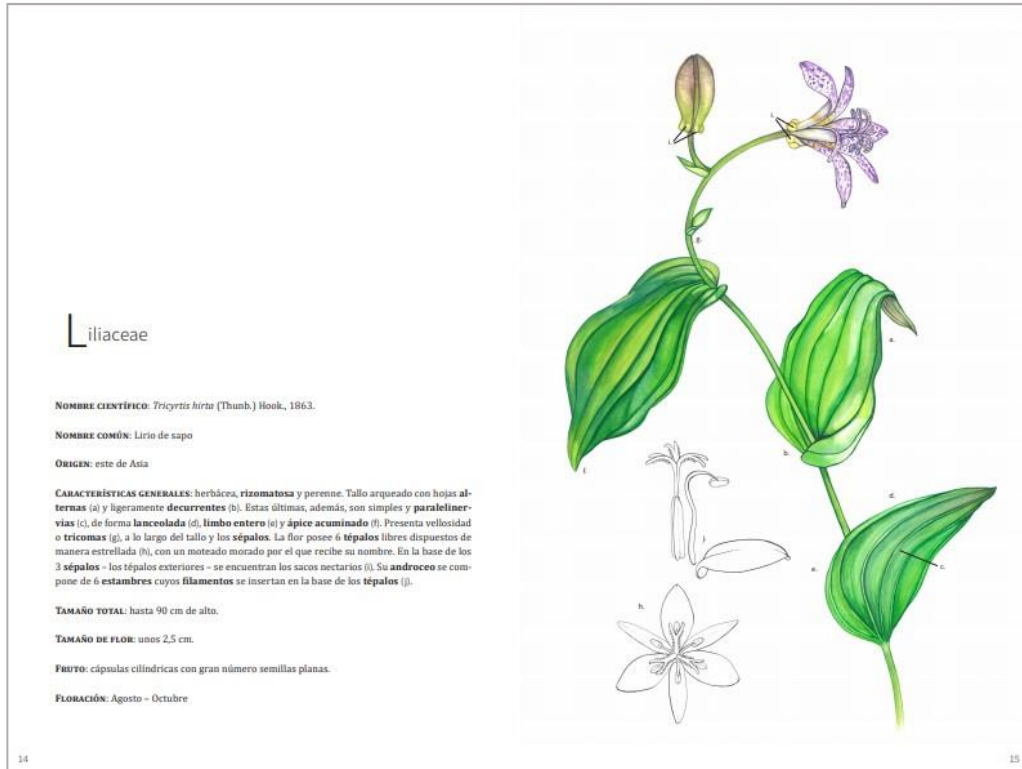 Liliaceae
NOMBRE CIENTÍFICO: Tricyrtis hirta (Thunb.) Hook., 1863.
NOMBRE COMÚN: Lirio de sapo
ORIGEN: este de Asia
CARACTERÍSTICAS GENERALES: herbácea, rizomatosa y perenne. Tallo arqueado con hojas al-
ternas (a) y ligeramente decurrentes (b). Estas últimas, además, son simples y paraleliner-
vias (c), de forma lanceolada (d), limbo entero (e) y ápice acuminado (f). Presenta vellosidad
o tricomas (g), a lo largo del tallo y los sépalos. La flor posee 6 tépalos libres dispuestos de
manera estrellada (h), con un moteado morado por el que recibe su nombre. En la base de los
3 sépalos – los tépalos exteriores – se encuentran los sacos nectarios (i). Su androceo se com-
pone de 6 estambres cuyos filamentos se insertan en la base de los tépalos (j).
TAMAÑO TOTAL: hasta 90 cm de alto.
TAMAÑO DE FLOR: unos 2,5 cm.
FRUTO: cápsulas cilíndricas con gran número semillas planas.
FLORACIÓN: Agosto – Octubre
14
i.
i.
g.
a.
f.
b.
d.
j.
e.
c.
h.
15